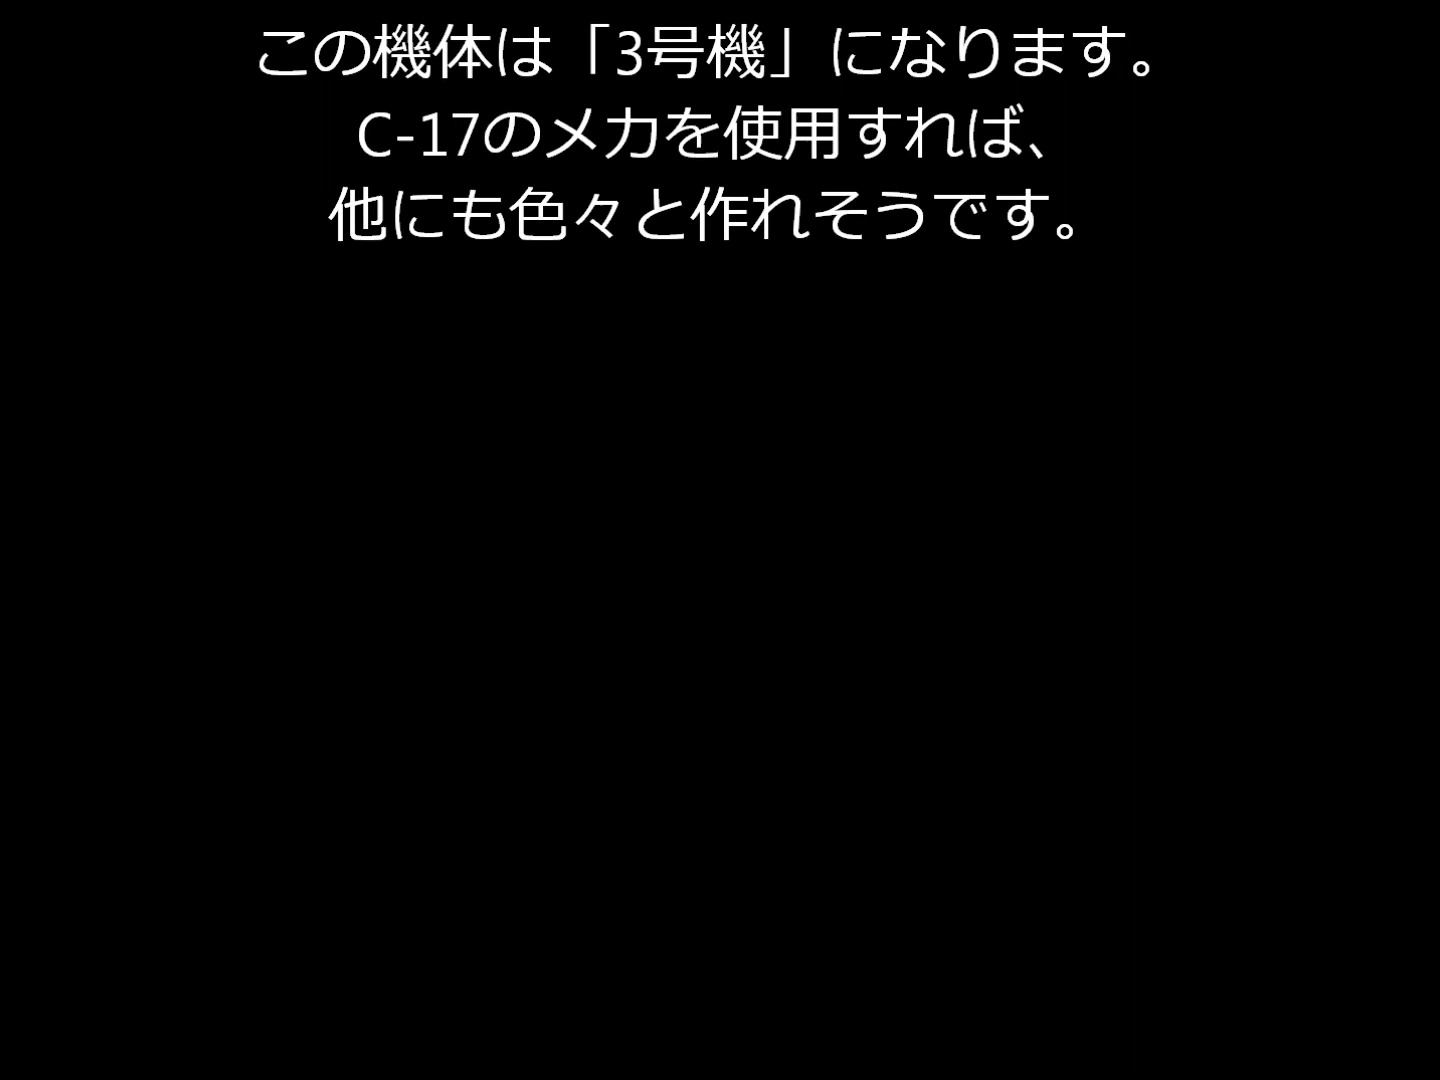 この機体は「3号機」になります。
C-17のメカを使用すれば、
他にも色々と作れそうです。